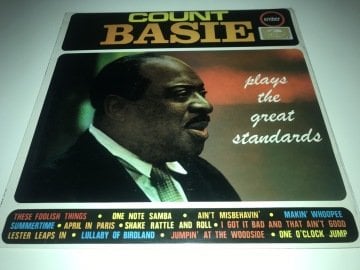 COUNT
BASIE
ember
plays
the
great
standards
THESE FOOLISH THINGS • ONE NOTE SAMBA • AIN'T MISBEHAVIN' • MAKIN' WHOOPEE
SUMMERTIME • APRIL IN PARIS • SHAKE RATTLE AND ROLL • I GOT IT BAD AND THAT AIN'T GOOD
LESTER LEAPS IN • LULLABY OF BIRDLAND • JUMPIN' AT THE WOODSIDE • ONE O'CLOCK JUMP